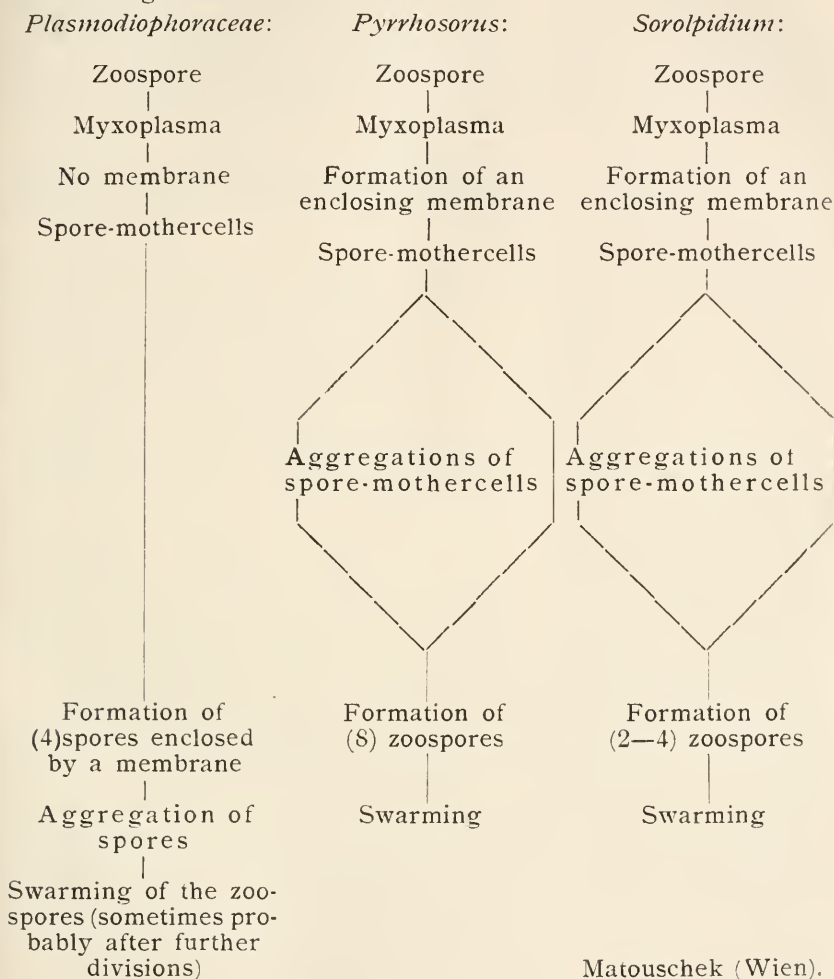 Plasmodiophoraceae:
Zoospore
Myxoplasma
No membrane
Spore-mothercells
Formation of
(4)spores enclosed
by a membrane
Aggregation of
spores
Swarming of the zoo-
spores (sometimes pro-
bably after further
divisions)
Pyrrhosorus:
Zoospore
Myxoplasma
Formation of an
enclosing membrane
Spore-mothercells
Aggregations of
spore-mothercells
Formation of
(8) zoospores
Swarming
Sorolpidium:
Zoospore
Myxoplasma
Formation of an
enclosing membrane
Spore-mothercells
Aggregations of
spore-mothercells
Formation of
(2—4) zoospores
Swarming
Matouschek (Wien).